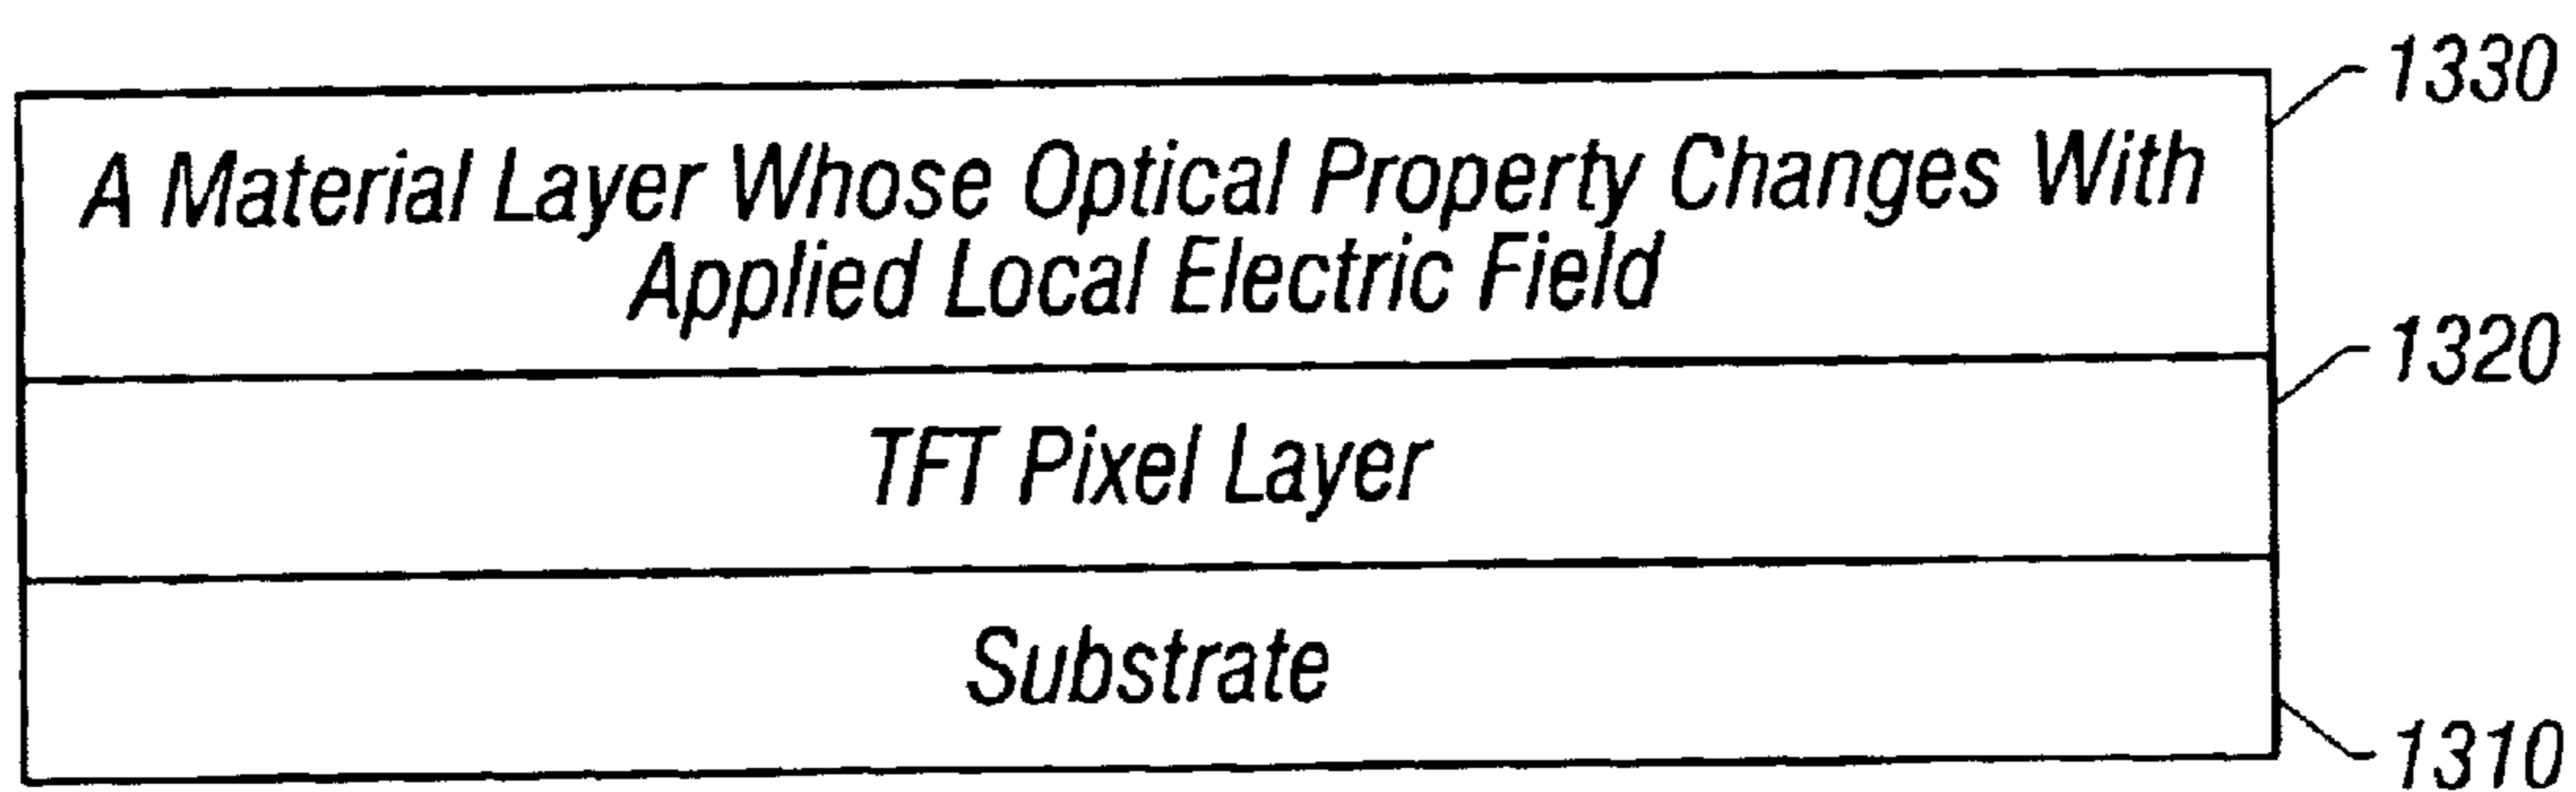 1330
A Material Layer Whose Optical Property Changes With
Applied Local Electric Field
1320
TFT Pixel Layer
Substrate
1310